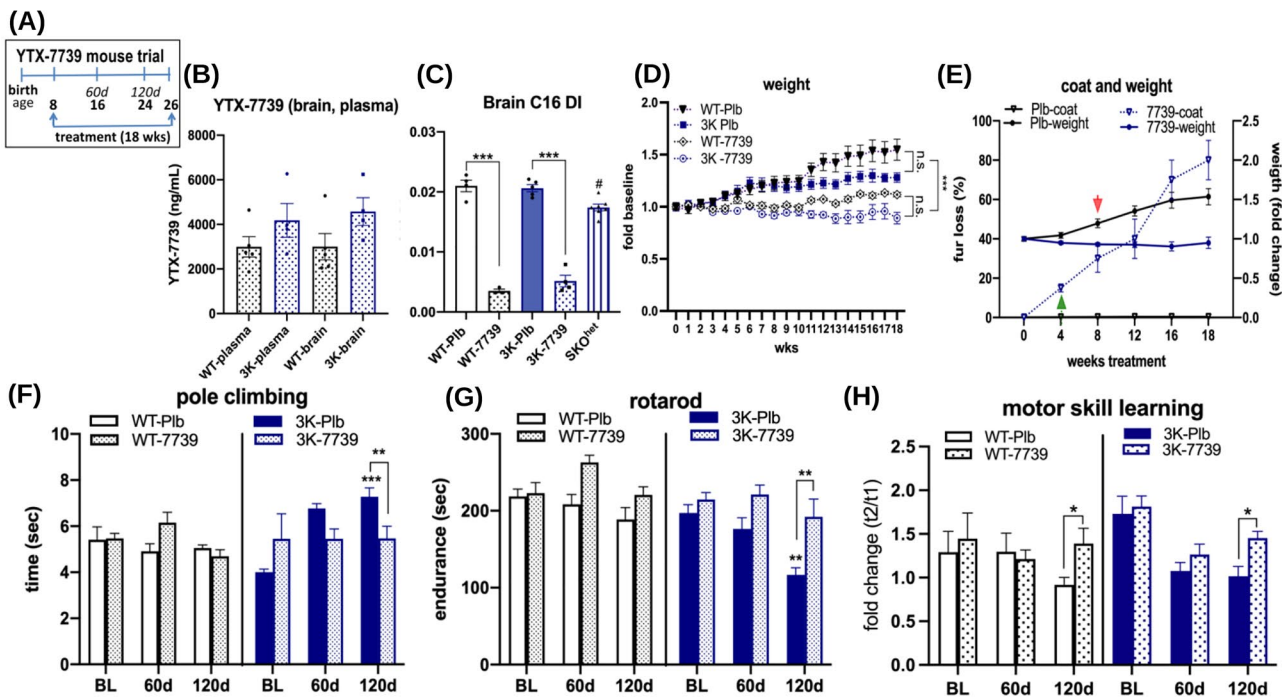 (A)
YTX-7739 mouse trial
birth 60d 120d
age 8 16 24 26
treatment (18 wks)
(B)
YTX-7739 (brain, plasma)
YTX-7739 (ng/mL)
8000
6000
4000
2000
0
WT-plasma
3K-plasma
WT-brain
3K-brain
(C)
Brain C16 DI
0.03
0.02
0.01
0.00
***
***
#
WT-Plb
WT-7739
3K-Plb
3K-7739
SKOhet
(D)
weight
WT-Plb
3K Plb
WT-7739
3K -7739
fold baseline
2.0
1.5
1.0
0.5
0.0
n.s
n.s
***
0 1 2 3 4 5 6 7 8 9 10 11 12 13 14 15 16 17 18
wks
(E)
coat and weight
Plb-coat 7739-coat
Plb-weight 7739-weight
fur loss (%)
100
80
60
40
20
0
2.5
2.0
1.5
1.0
0.5
0.0
weigth (fold change)
0 4 8 12 16 18
weeks treatment
(F)
pole climbing
WT-Plb 3K-Plb
WT-7739 3K-7739
time (sec)
10
8
6
4
2
0
**
***
BL 60d 120d BL 60d 120d
(G)
rotarod
WT-Plb 3K-Plb
WT-7739 3K-7739
endurance (sec)
300
200
100
0
**
**
BL 60d 120d BL 60d 120d
(H)
motor skill learning
WT-Plb 3K-Plb
WT-7739 3K-7739
fold change (t2/t1)
2.5
2.0
1.5
1.0
0.5
0.0
*
*
BL 60d 120d BL 60d 120d